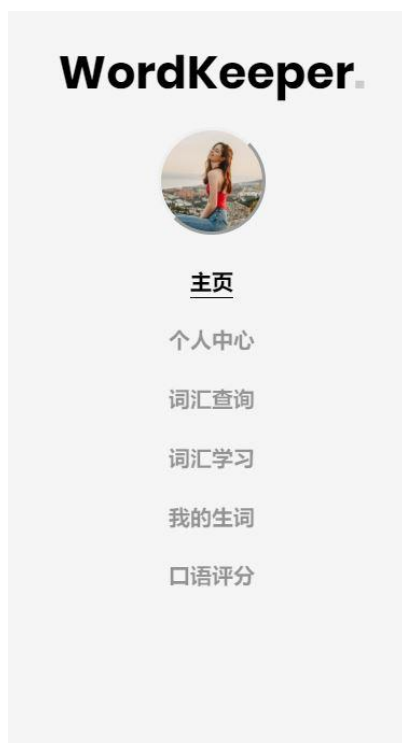 WordKeeper.
主页
个人中心
词汇查询
词汇学习
我的生词
口语评分